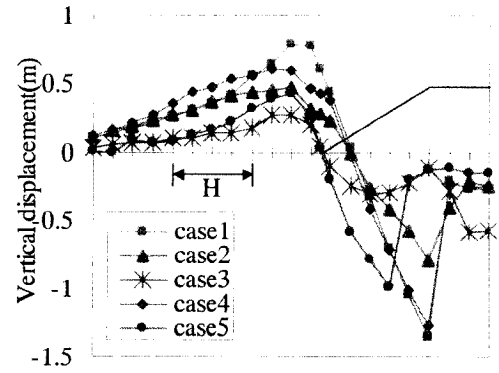 1
0.5
0
-0.5
-1
-1.5
Vertical,displacement(m)
H
case1
case2
case3
case4
case5